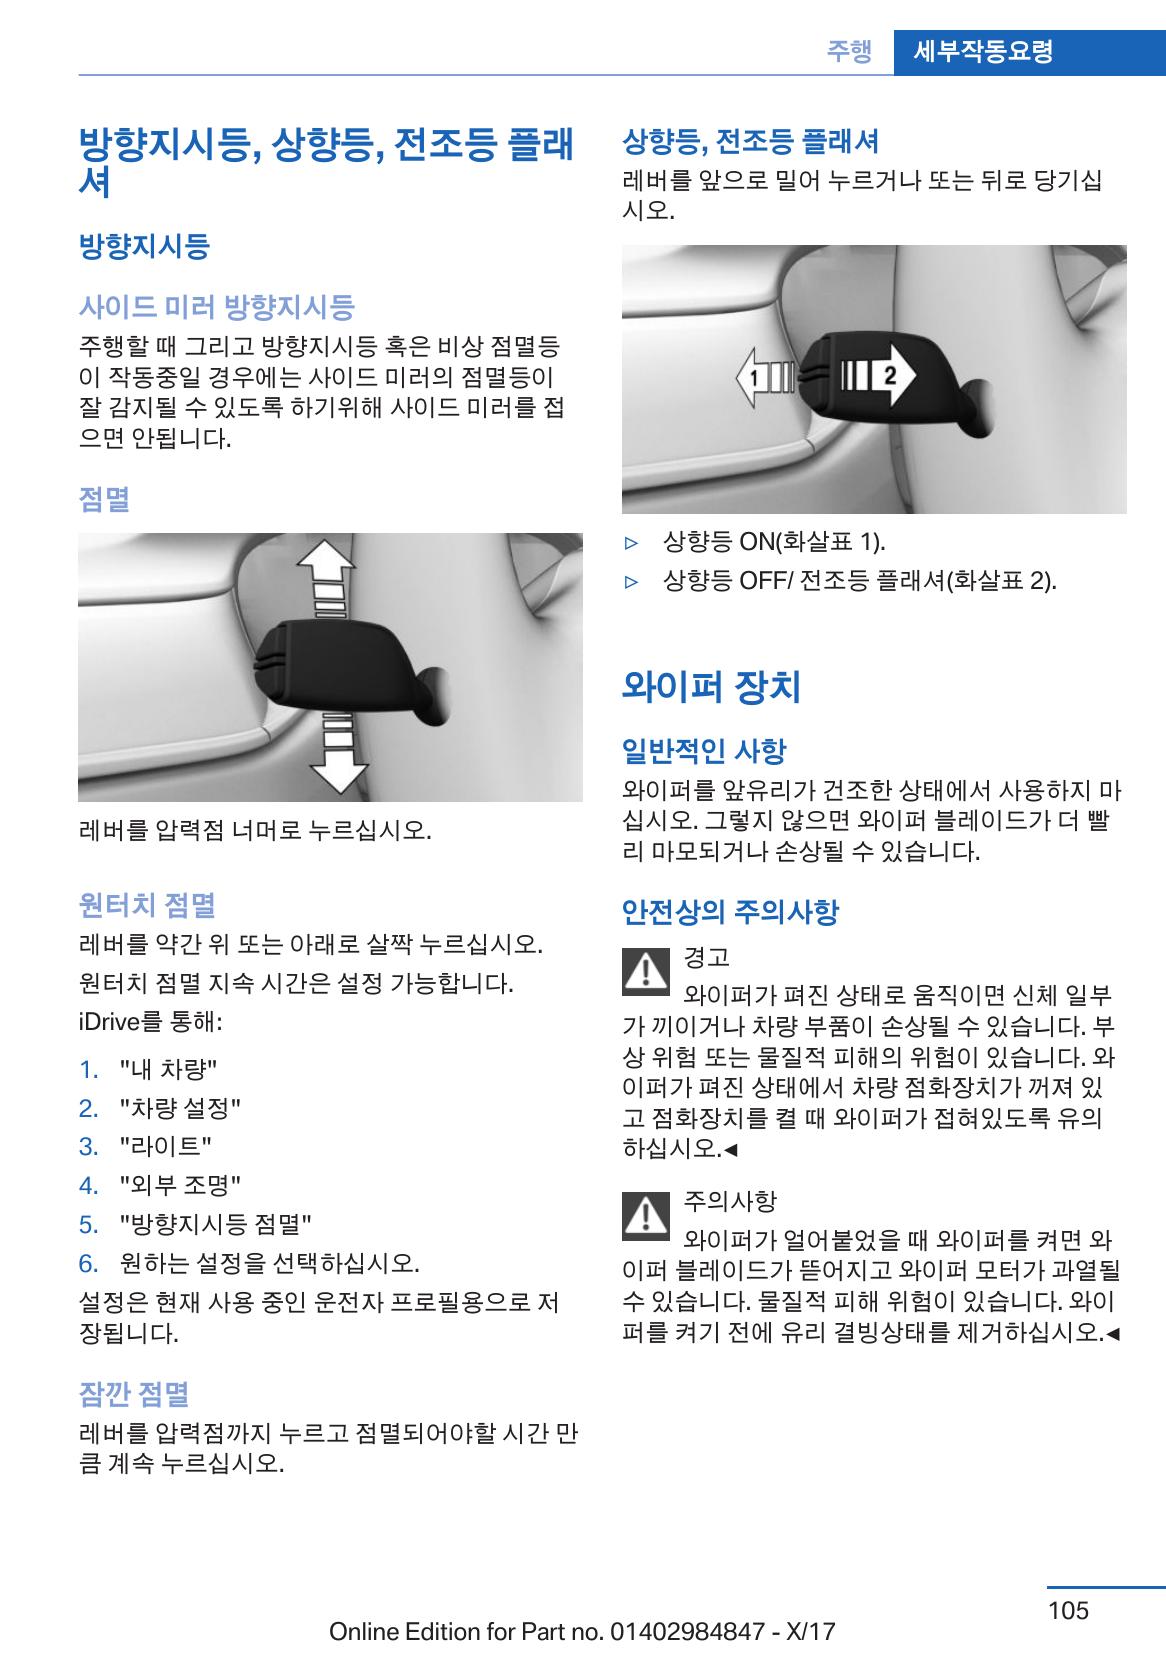 주행 세부작동요령
방향지시등, 상향등, 전조등 플래
셔
방향지시등
사이드 미러 방향지시등
주행할 때 그리고 방향지시등 혹은 비상 점멸등
이 작동중일 경우에는 사이드 미러의 점멸등이
잘 감지될 수 있도록 하기위해 사이드 미러를 접
으면 안됩니다.
점멸
레버를 압력점 너머로 누르십시오.
원터치 점멸
레버를 약간 위 또는 아래로 살짝 누르십시오.
원터치 점멸 지속 시간은 설정 가능합니다.
iDrive를 통해:
1. "내 차량"
2. "차량 설정"
3. "라이트"
4. "외부 조명"
5. "방향지시등 점멸"
6. 원하는 설정을 선택하십시오.
설정은 현재 사용 중인 운전자 프로필용으로 저
장됩니다.
잠깐 점멸
레버를 압력점까지 누르고 점멸되어야할 시간 만
큼 계속 누르십시오.
상향등, 전조등 플래셔
레버를 앞으로 밀어 누르거나 또는 뒤로 당기십
시오.
1 2
▷ 상향등 ON(화살표 1).
▷ 상향등 OFF/ 전조등 플래셔(화살표 2).
와이퍼 장치
일반적인 사항
와이퍼를 앞유리가 건조한 상태에서 사용하지 마
십시오. 그렇지 않으면 와이퍼 블레이드가 더 빨
리 마모되거나 손상될 수 있습니다.
안전상의 주의사항
경고
와이퍼가 펴진 상태로 움직이면 신체 일부
가 끼이거나 차량 부품이 손상될 수 있습니다. 부
상 위험 또는 물질적 피해의 위험이 있습니다. 와
이퍼가 펴진 상태에서 차량 점화장치가 꺼져 있
고 점화장치를 켤 때 와이퍼가 접혀있도록 유의
하십시오.◀
주의사항
와이퍼가 얼어붙었을 때 와이퍼를 켜면 와
이퍼 블레이드가 뜯어지고 와이퍼 모터가 과열될
수 있습니다. 물질적 피해 위험이 있습니다. 와이
퍼를 켜기 전에 유리 결빙상태를 제거하십시오.◀
105
Online Edition for Part no. 01402984847 - X/17